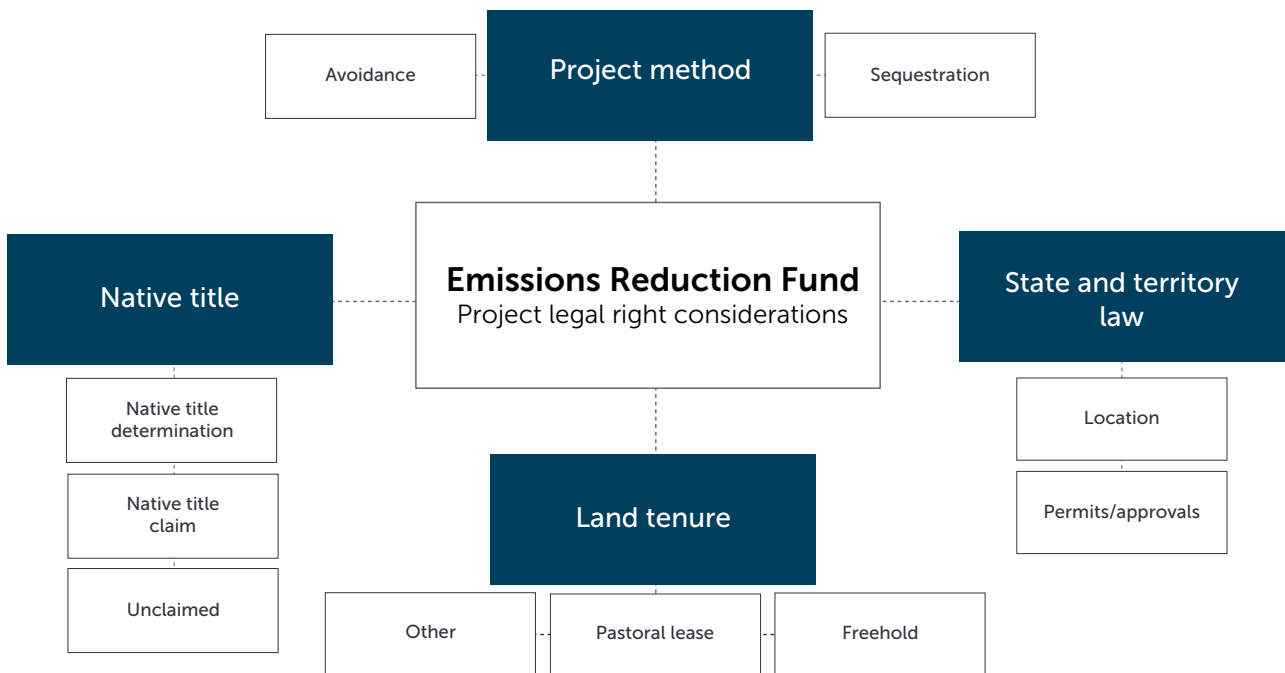 Project method
Avoidance
Sequestration
Emissions Reduction Fund
Project legal right considerations
Native title
Native title
determination
Native title
claim
Unclaimed
State and territory
law
Location
Permits/approvals
Land tenure
Other
Pastoral lease
Freehold